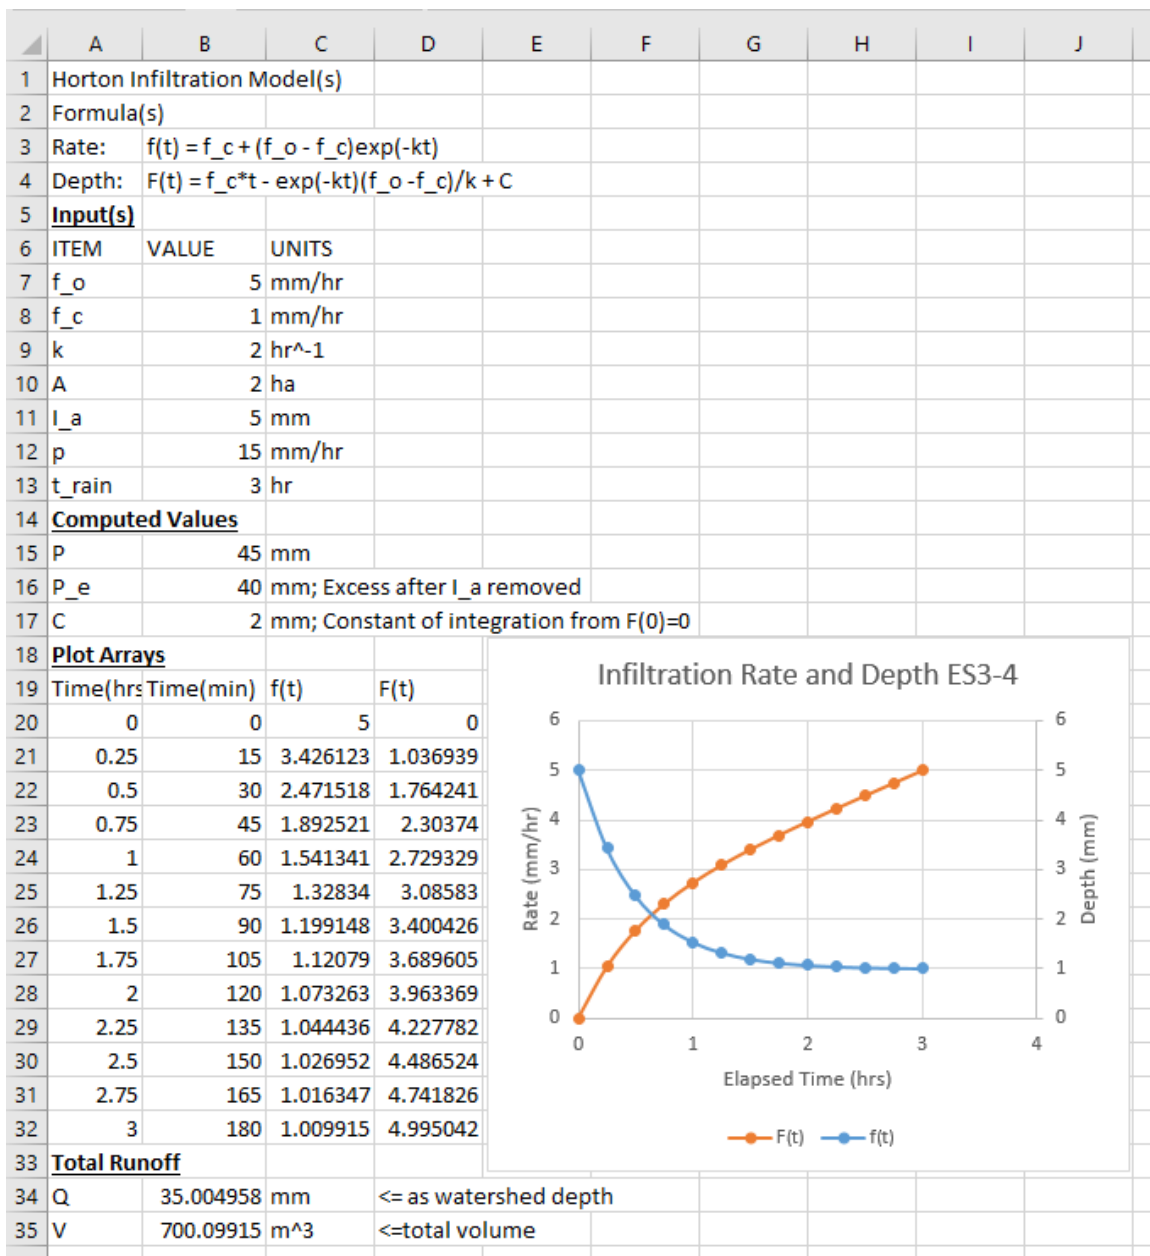 A B C D E F G H I J
1 Horton Infiltration Model(s)
2 Formula(s)
3 Rate: f(t) = f_c + (f_o - f_c)exp(-kt)
4 Depth: F(t) = f_c*t - exp(-kt)(f_o -f_c)/k + C
5 Input(s)
6 ITEM VALUE UNITS
7 f_o 5 mm/hr
8 f_c 1 mm/hr
9 k 2 hr^-1
10 A 2 ha
11 I_a 5 mm
12 p 15 mm/hr
13 t_rain 3 hr
14 Computed Values
15 P 45 mm
16 P_e 40 mm; Excess after I_a removed
17 C 2 mm; Constant of integration from F(0)=0
18 Plot Arrays
19 Time(hrs Time(min) f(t) F(t)
20 0 0 5 0
21 0.25 15 3.426123 1.036939
22 0.5 30 2.471518 1.764241
23 0.75 45 1.892521 2.30374
24 1 60 1.541341 2.729329
25 1.25 75 1.32834 3.08583
26 1.5 90 1.199148 3.400426
27 1.75 105 1.12079 3.689605
28 2 120 1.073263 3.963369
29 2.25 135 1.044436 4.227782
30 2.5 150 1.026952 4.486524
31 2.75 165 1.016347 4.741826
32 3 180 1.009915 4.995042
33 Total Runoff
34 Q 35.004958 mm <= as watershed depth
35 V 700.09915 m^3 <=total volume
Infiltration Rate and Depth ES3-4
6 6
5 5
4 4
3 3
2 2
1 1
0 0
0 1 2 3 4
Rate (mm/hr)
Depth (mm)
Elapsed Time (hrs)
F(t) f(t)